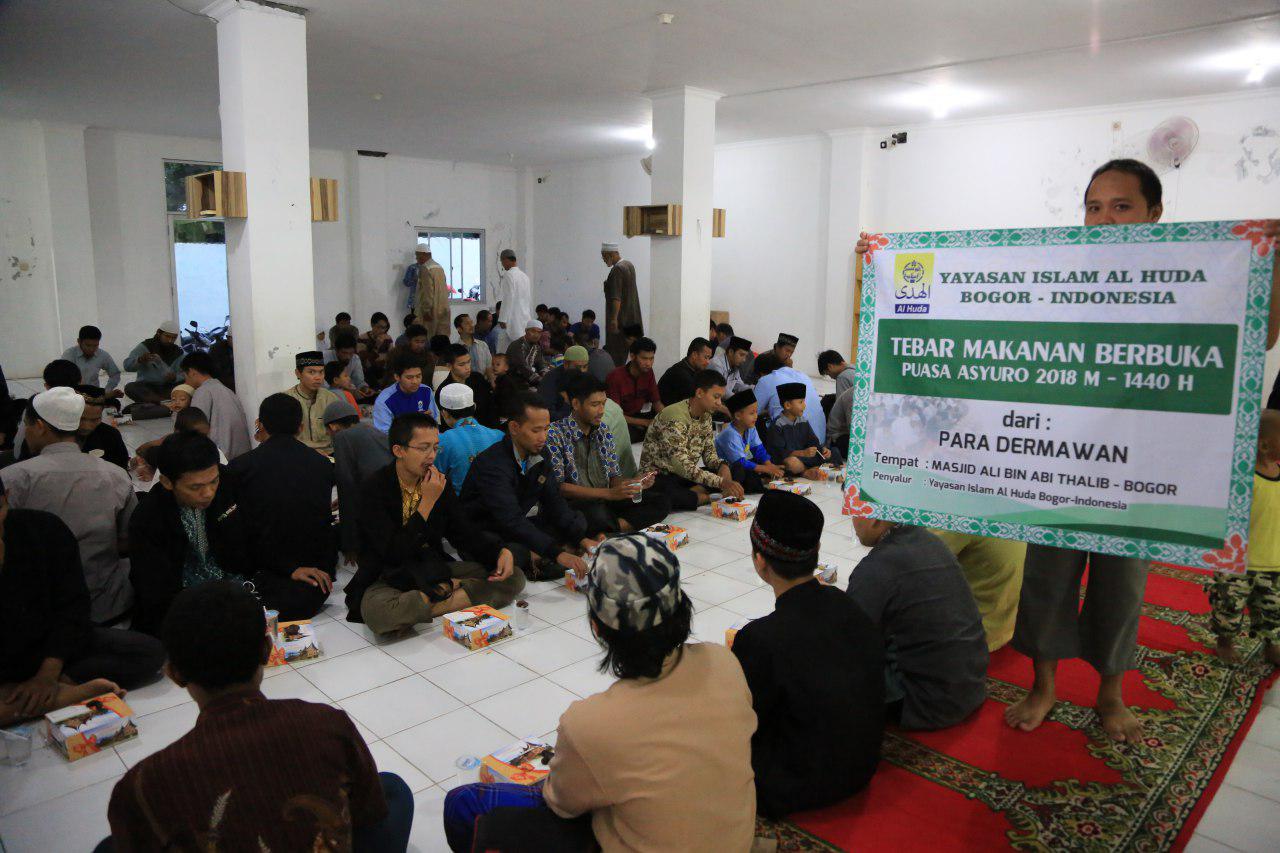 الهدى
Al Huda
YAYASAN ISLAM AL HUDA
BOGOR - INDONESIA
TEBAR MAKANAN BERBUKA
PUASA ASYURO 2018 M - 1440 H
dari :
PARA DERMAWAN
Tempat : MASJID ALI BIN ABI THALIB - BOGOR
Penyalur : Yayasan Islam Al Huda Bogor-Indonesia